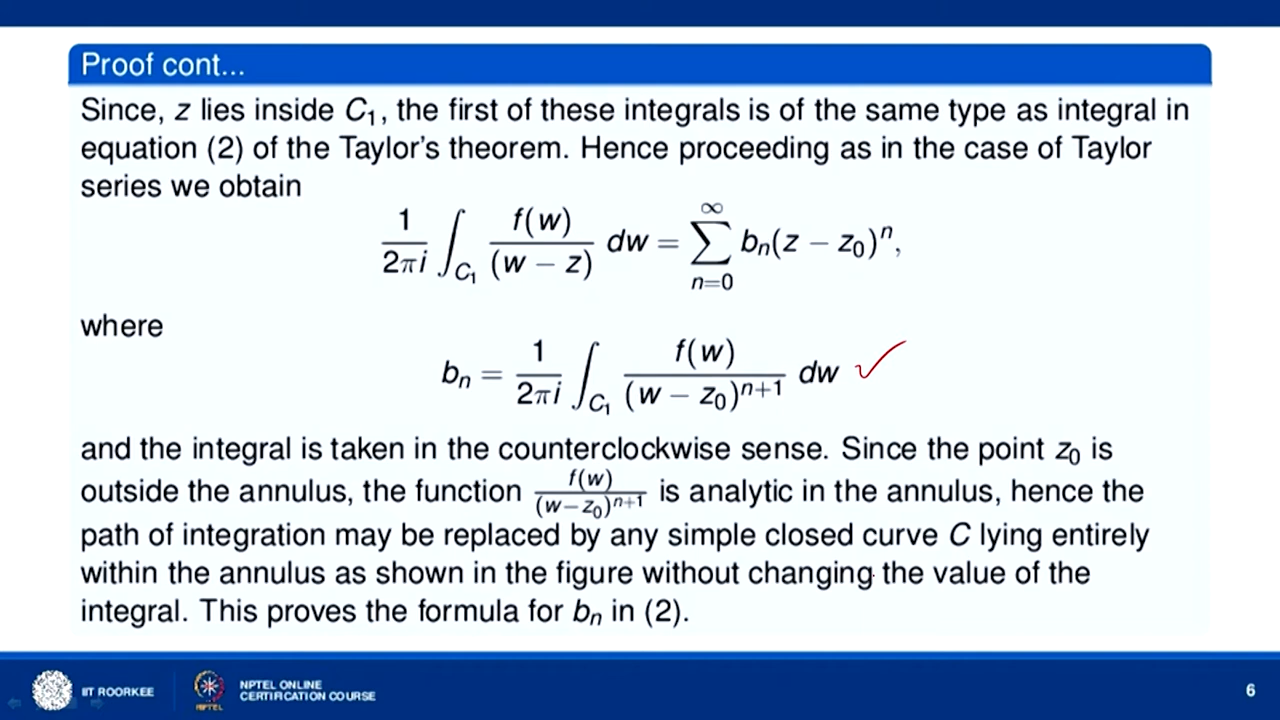 Proof cont...
Since, z lies inside C₁, the first of these integrals is of the same type as integral in
equation (2) of the Taylor's theorem. Hence proceeding as in the case of Taylor
series we obtain
1/(2πi) ∫_C₁ f(w)/(w − z) dw = ∑_{n=0}^{∞} bₙ(z − z₀)ⁿ,
where
bₙ = 1/(2πi) ∫_C₁ f(w)/(w − z₀)ⁿ⁺¹ dw ✓
and the integral is taken in the counterclockwise sense. Since the point z₀ is
outside the annulus, the function f(w)/(w−z₀)ⁿ⁺¹ is analytic in the annulus, hence the
path of integration may be replaced by any simple closed curve C lying entirely
within the annulus as shown in the figure without changing the value of the
integral. This proves the formula for bₙ in (2).
IIT ROORKEE
NPTEL
NPTEL ONLINE
CERTIFICATION COURSE
6